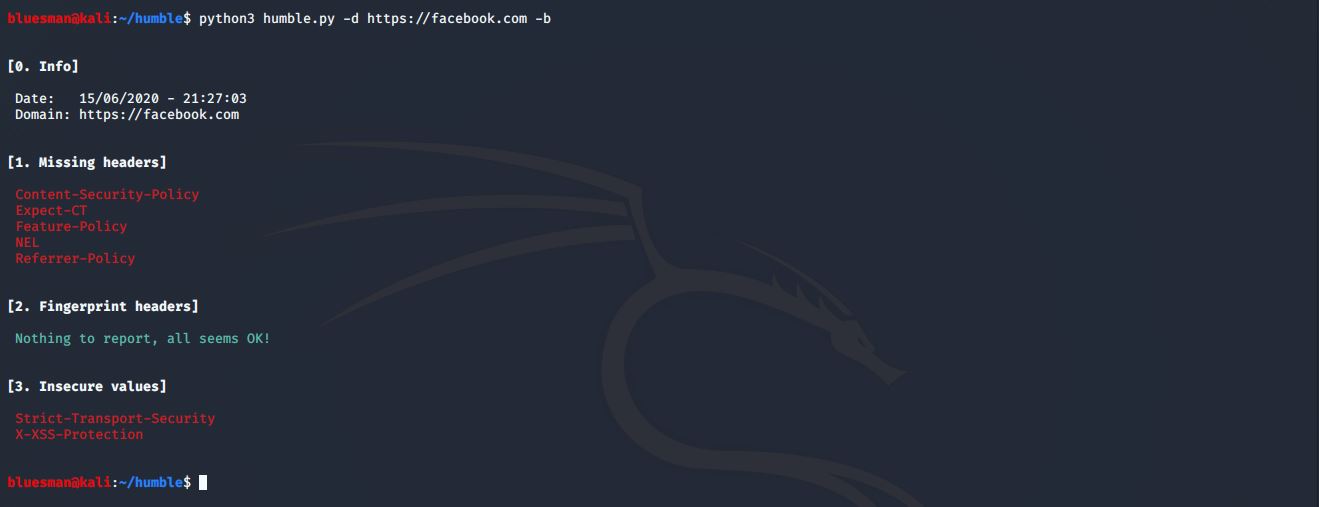 bluesman@kali:~/humble$ python3 humble.py -d https://facebook.com -b
[0. Info]
Date:   15/06/2020 - 21:27:03
Domain: https://facebook.com
[1. Missing headers]
Content-Security-Policy
Expect-CT
Feature-Policy
NEL
Referrer-Policy
[2. Fingerprint headers]
Nothing to report, all seems OK!
[3. Insecure values]
Strict-Transport-Security
X-XSS-Protection
bluesman@kali:~/humble$